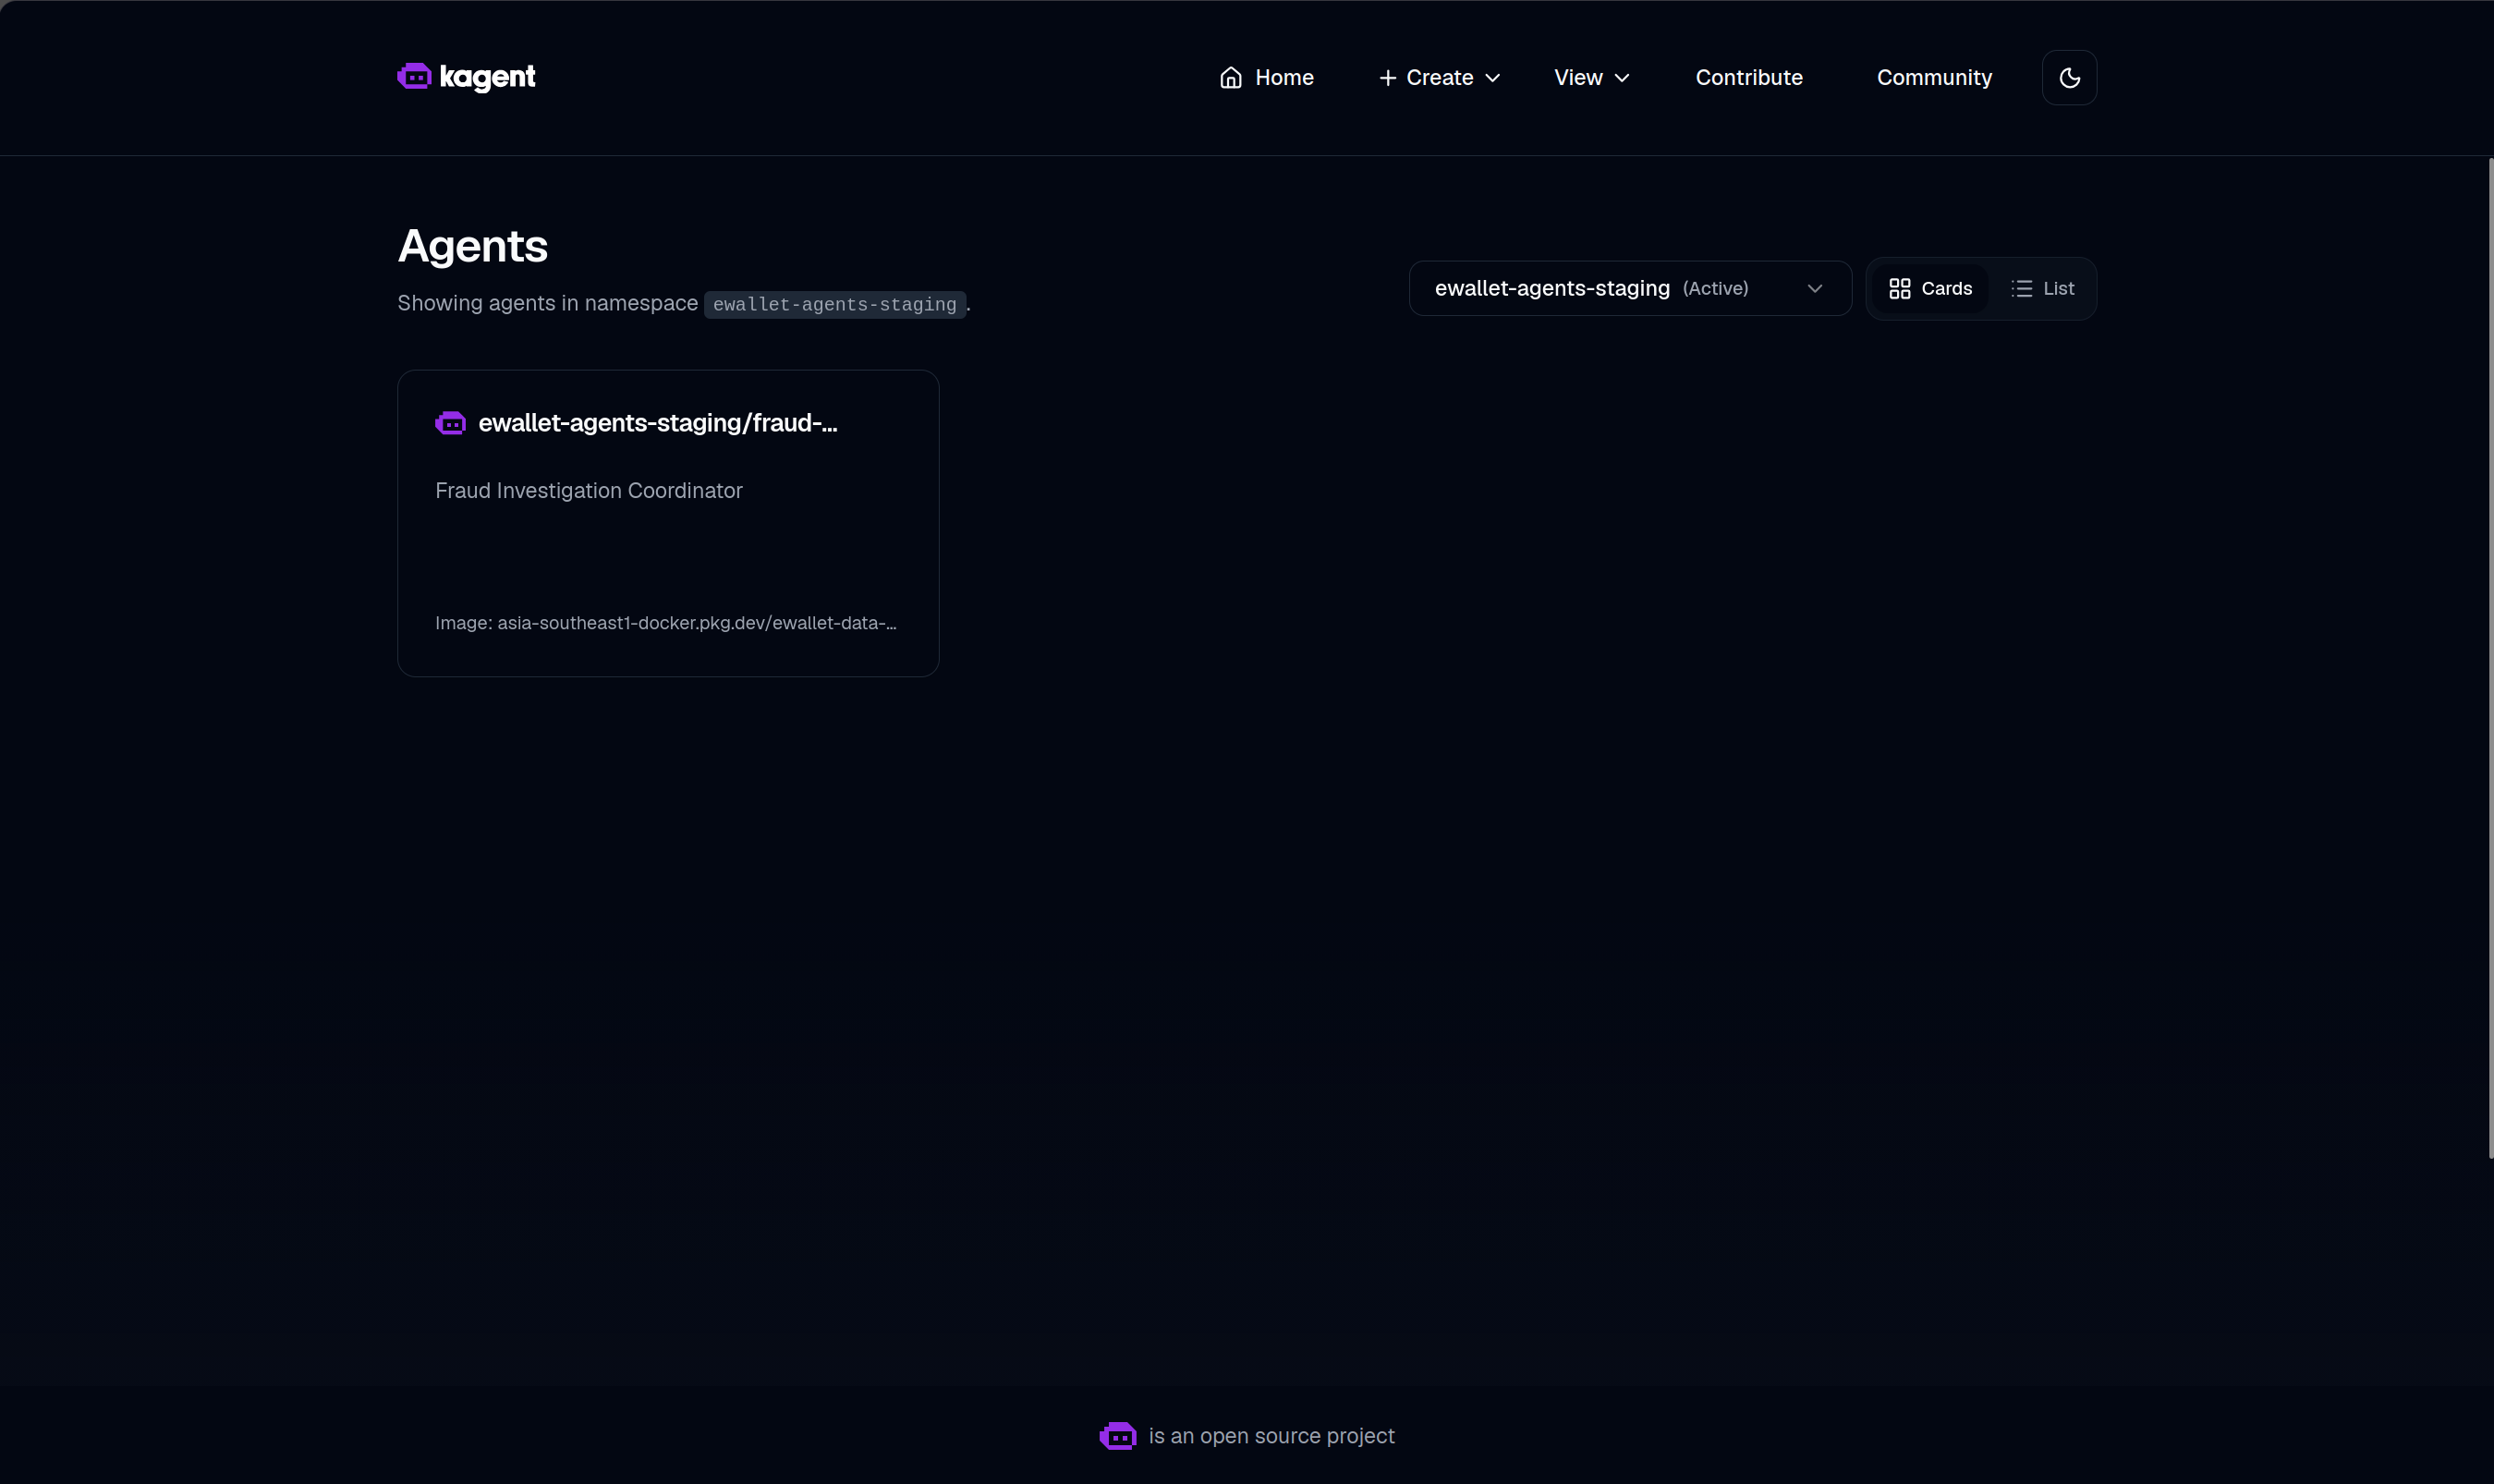 kagent
Home
Create
View
Contribute
Community
Agents
Showing agents in namespace ewallet-agents-staging.
ewallet-agents-staging (Active)
Cards
List
ewallet-agents-staging/fraud-...
Fraud Investigation Coordinator
Image: asia-southeast1-docker.pkg.dev/ewallet-data-...
is an open source project